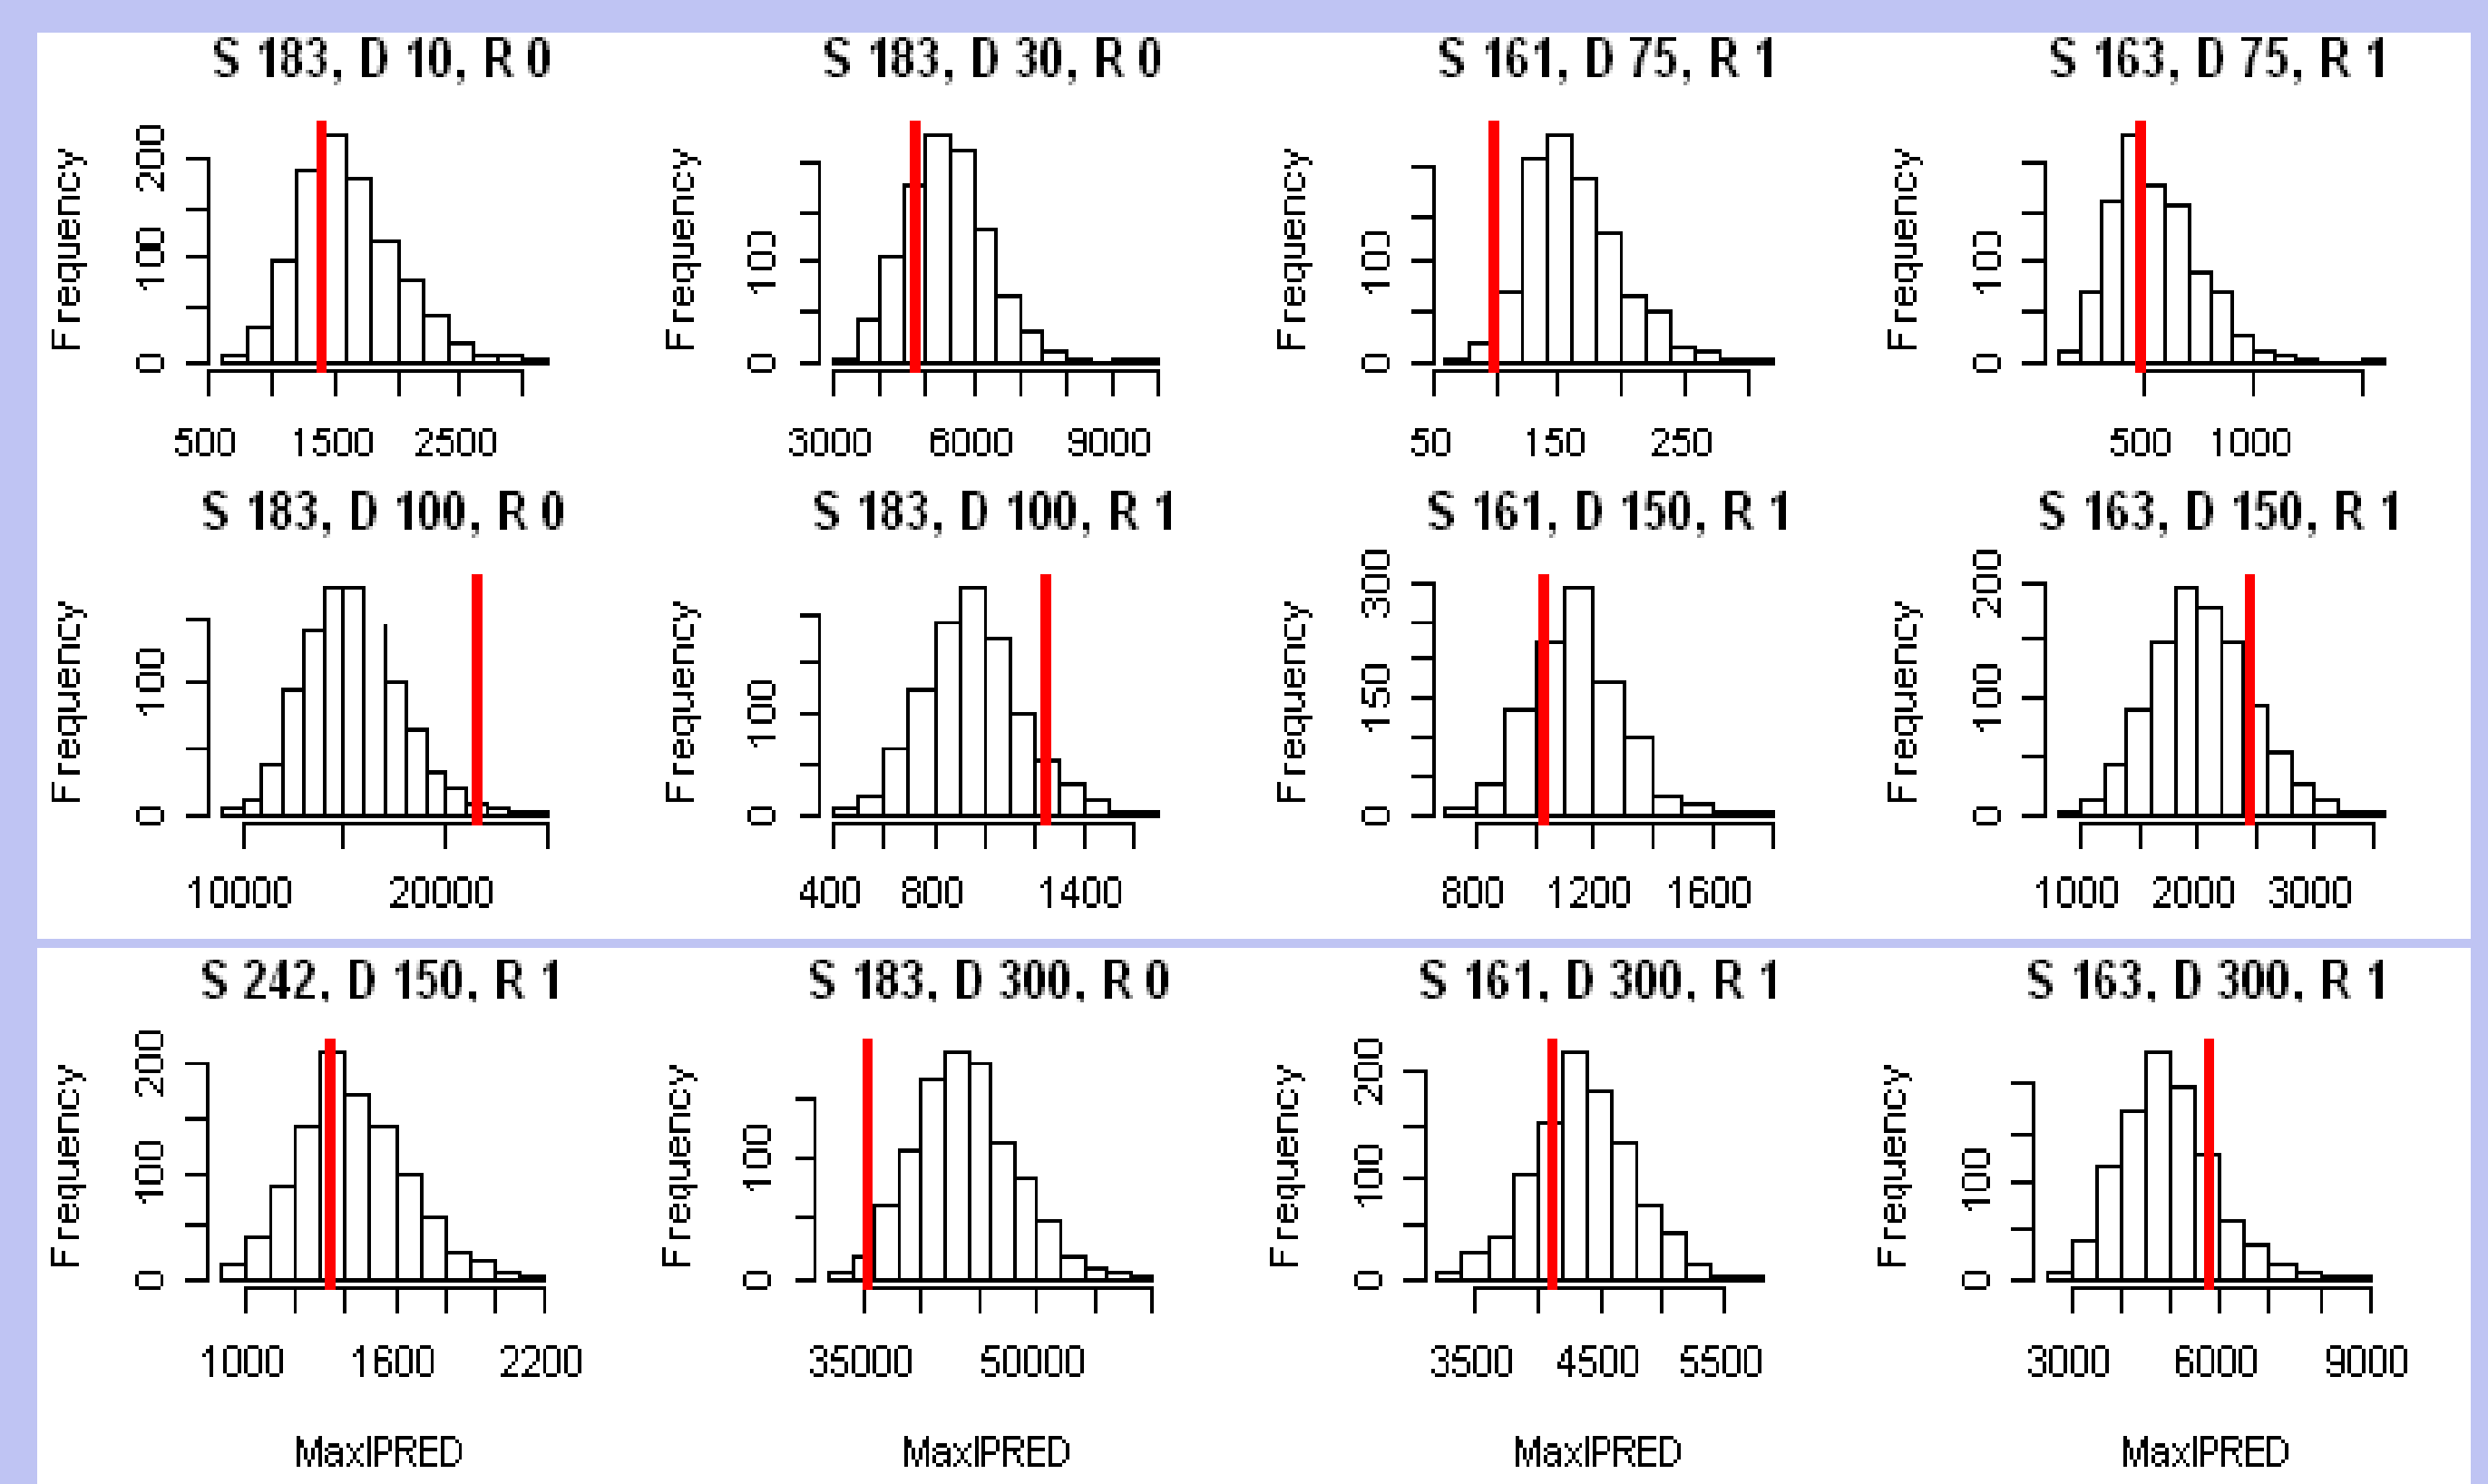 S 183, D 10, R 0
S 183, D 30, R 0
S 161, D 75, R 1
S 163, D 75, R 1
Frequency
0 100 200
500 1500 2500
Frequency
0 100
3000 6000 9000
Frequency
0 100
50 150 250
Frequency
0 100
500 1000
S 183, D 100, R 0
S 183, D 100, R 1
S 161, D 150, R 1
S 163, D 150, R 1
Frequency
0 100
10000 20000
Frequency
0 100
400 800 1400
Frequency
0 150 300
800 1200 1600
Frequency
0 100 200
1000 2000 3000
S 242, D 150, R 1
S 183, D 300, R 0
S 161, D 300, R 1
S 163, D 300, R 1
Frequency
0 100 200
1000 1600 2200
MaxIPRED
Frequency
0 100
35000 50000
MaxIPRED
Frequency
0 100 200
3500 4500 5500
MaxIPRED
Frequency
0 100
3000 6000 9000
MaxIPRED